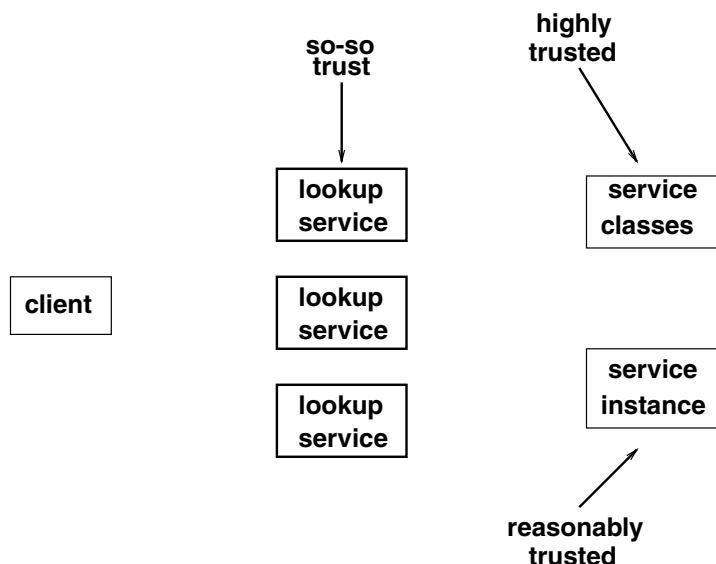 so-so
trust
highly
trusted
lookup
service
service
classes
client
lookup
service
service
instance
lookup
service
reasonably
trusted